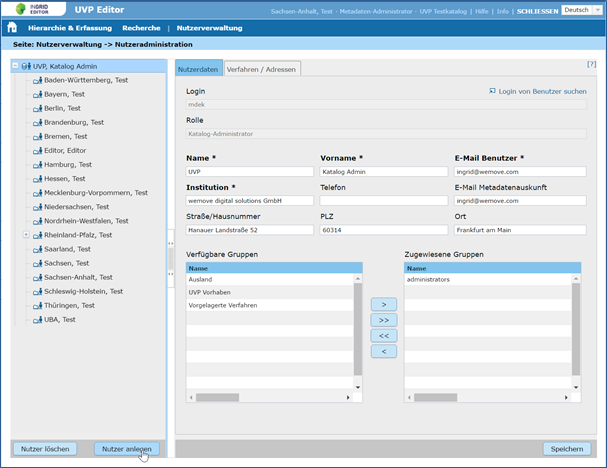 INGRID
EDITOR
UVP Editor
Sachsen-Anhalt, Test - Metadaten-Administrator - UVP Testkatalog | Hilfe | Info | SCHLIESSEN Deutsch
Hierarchie & Erfassung Recherche | Nutzerverwaltung
Seite: Nutzerverwaltung -> Nutzeradministration
UVP, Katalog Admin
Baden-Württemberg, Test
Bayern, Test
Berlin, Test
Brandenburg, Test
Bremen, Test
Editor, Editor
Hamburg, Test
Hessen, Test
Mecklenburg-Vorpommern, Test
Niedersachsen, Test
Nordrhein-Westfalen, Test
Rheinland-Pfalz, Test
Saarland, Test
Sachsen, Test
Sachsen-Anhalt, Test
Schleswig-Holstein, Test
Thüringen, Test
UBA, Test
Nutzer löschen Nutzer anlegen
Nutzerdaten Verfahren / Adressen [?]
Login Login von Benutzer suchen
mdek
Rolle
Katalog-Administrator
Name * Vorname * E-Mail Benutzer *
UVP Katalog Admin ingrid@wemove.com
Institution * Telefon E-Mail Metadatenauskunft
wemove digital solutions GmbH ingrid@wemove.com
Straße/Hausnummer PLZ Ort
Hanauer Landstraße 52 60314 Frankfurt am Main
Verfügbare Gruppen Zugewiesene Gruppen
Name Name
Ausland administrators
UVP Vorhaben
Vorgelagerte Verfahren
>
>>
<<
<
Speichern